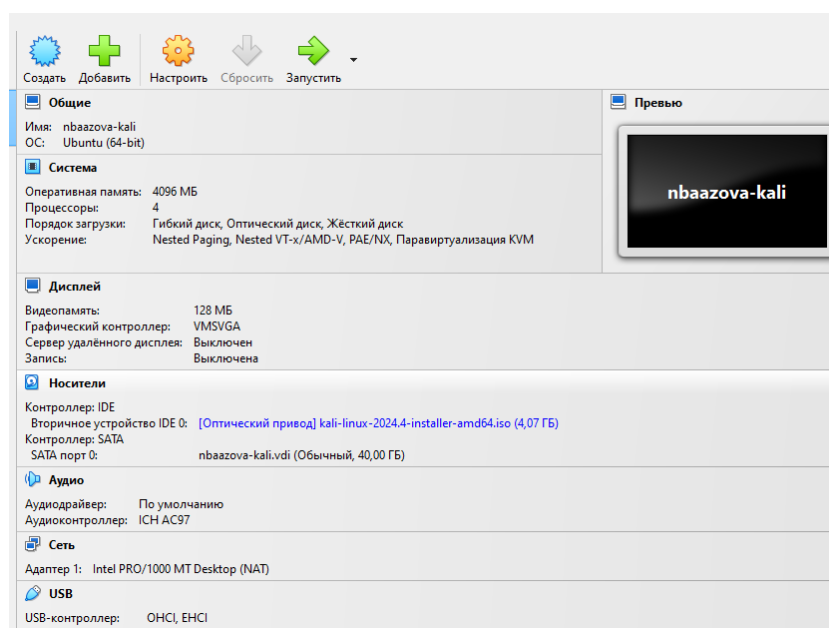 Создать Добавить Настроить Сбросить Запустить
Общие
Имя: nbaazova-kali
ОС: Ubuntu (64-bit)
Превью
nbaazova-kali
Система
Оперативная память: 4096 МБ
Процессоры: 4
Порядок загрузки: Гибкий диск, Оптический диск, Жёсткий диск
Ускорение: Nested Paging, Nested VT-x/AMD-V, PAE/NX, Паравиртуализация KVM
Дисплей
Видеопамять: 128 МБ
Графический контроллер: VMSVGA
Сервер удалённого дисплея: Выключен
Запись: Выключена
Носители
Контроллер: IDE
Вторичное устройство IDE 0: [Оптический привод] kali-linux-2024.4-installer-amd64.iso (4,07 ГБ)
Контроллер: SATA
SATA порт 0: nbaazova-kali.vdi (Обычный, 40,00 ГБ)
Аудио
Аудиодрайвер: По умолчанию
Аудиоконтроллер: ICH AC97
Сеть
Адаптер 1: Intel PRO/1000 MT Desktop (NAT)
USB
USB-контроллер: OHCI, EHCI